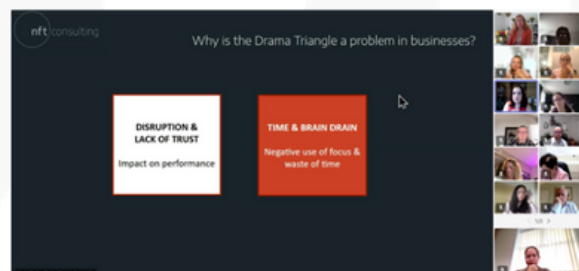 nft consulting
Why is the Drama Triangle a problem in businesses?
DISRUPTION &
LACK OF TRUST
Impact on performance
TIME & BRAIN DRAIN
Negative use of focus &
waste of time